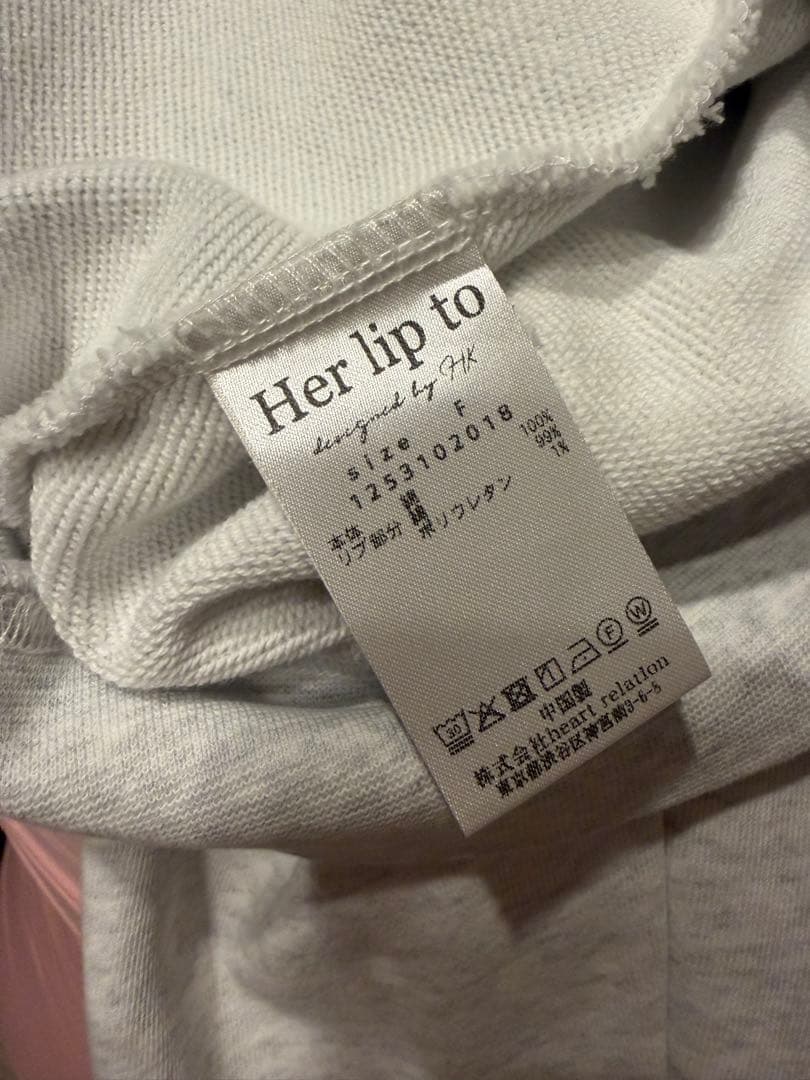 Her lip to
designed by HK
size F
1253102018
本体 綿 100%
リブ部分 綿 99%
ポリウレタン 1%
30 F W
中国製
株式会社heart relation
東京都渋谷区神宮前3-6-5